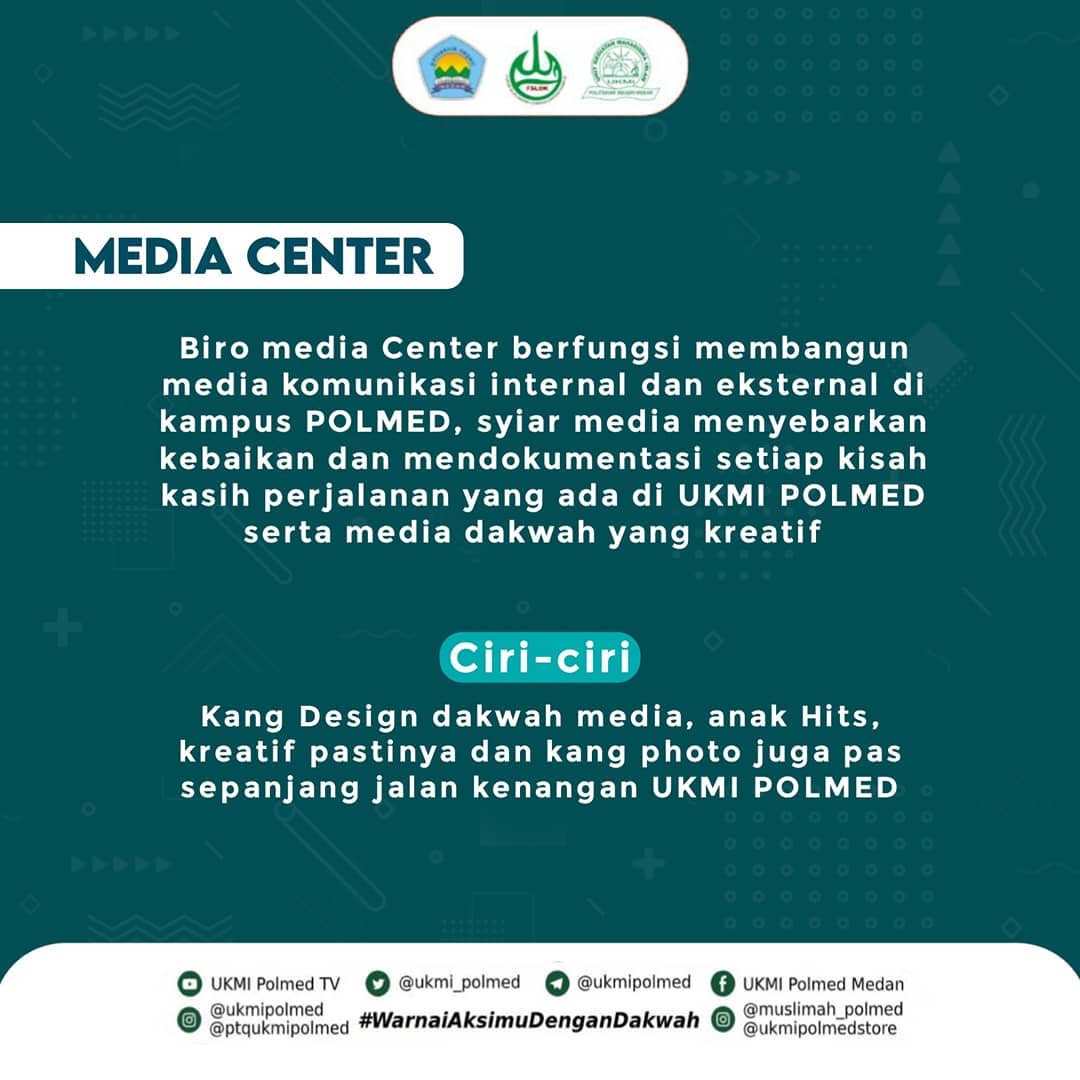 FSLDK
UKMI
MEDIA CENTER
Biro media Center berfungsi membangun
media komunikasi internal dan eksternal di
kampus POLMED, syiar media menyebarkan
kebaikan dan mendokumentasi setiap kisah
kasih perjalanan yang ada di UKMI POLMED
serta media dakwah yang kreatif
Ciri-ciri
Kang Design dakwah media, anak Hits,
kreatif pastinya dan kang photo juga pas
sepanjang jalan kenangan UKMI POLMED
UKMI Polmed TV
@ukmi_polmed
@ukmipolmed
UKMI Polmed Medan
@ukmipolmed
@ptqukmipolmed
#WarnaiAksimuDenganDakwah
@muslimah_polmed
@ukmipolmedstore